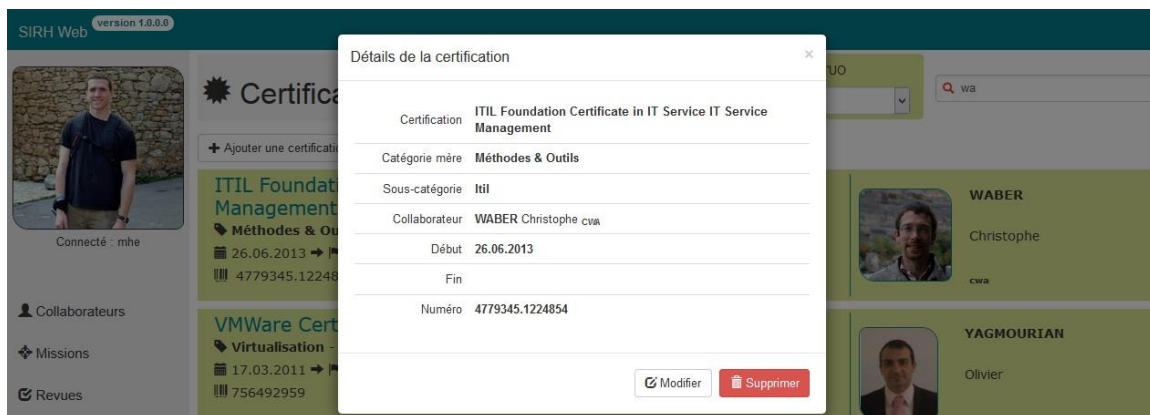 SIRH Web version 1.0.0.0
Connecté : mhe
Collaborateurs
Missions
Revues
Certifica
'UO
wa
Ajouter une certificati
ITIL Foundati
Management
Méthodes & Ou
26.06.2013
4779345.12248
WABER
Christophe
cwa
VMWare Cert
Virtualisation -
17.03.2011
756492959
YAGMOURIAN
Olivier
Détails de la certification ×
Certification ITIL Foundation Certificate in IT Service IT Service
Management
Catégorie mère Méthodes & Outils
Sous-catégorie Itil
Collaborateur WABER Christophe CWA
Début 26.06.2013
Fin
Numéro 4779345.1224854
Modifier Supprimer